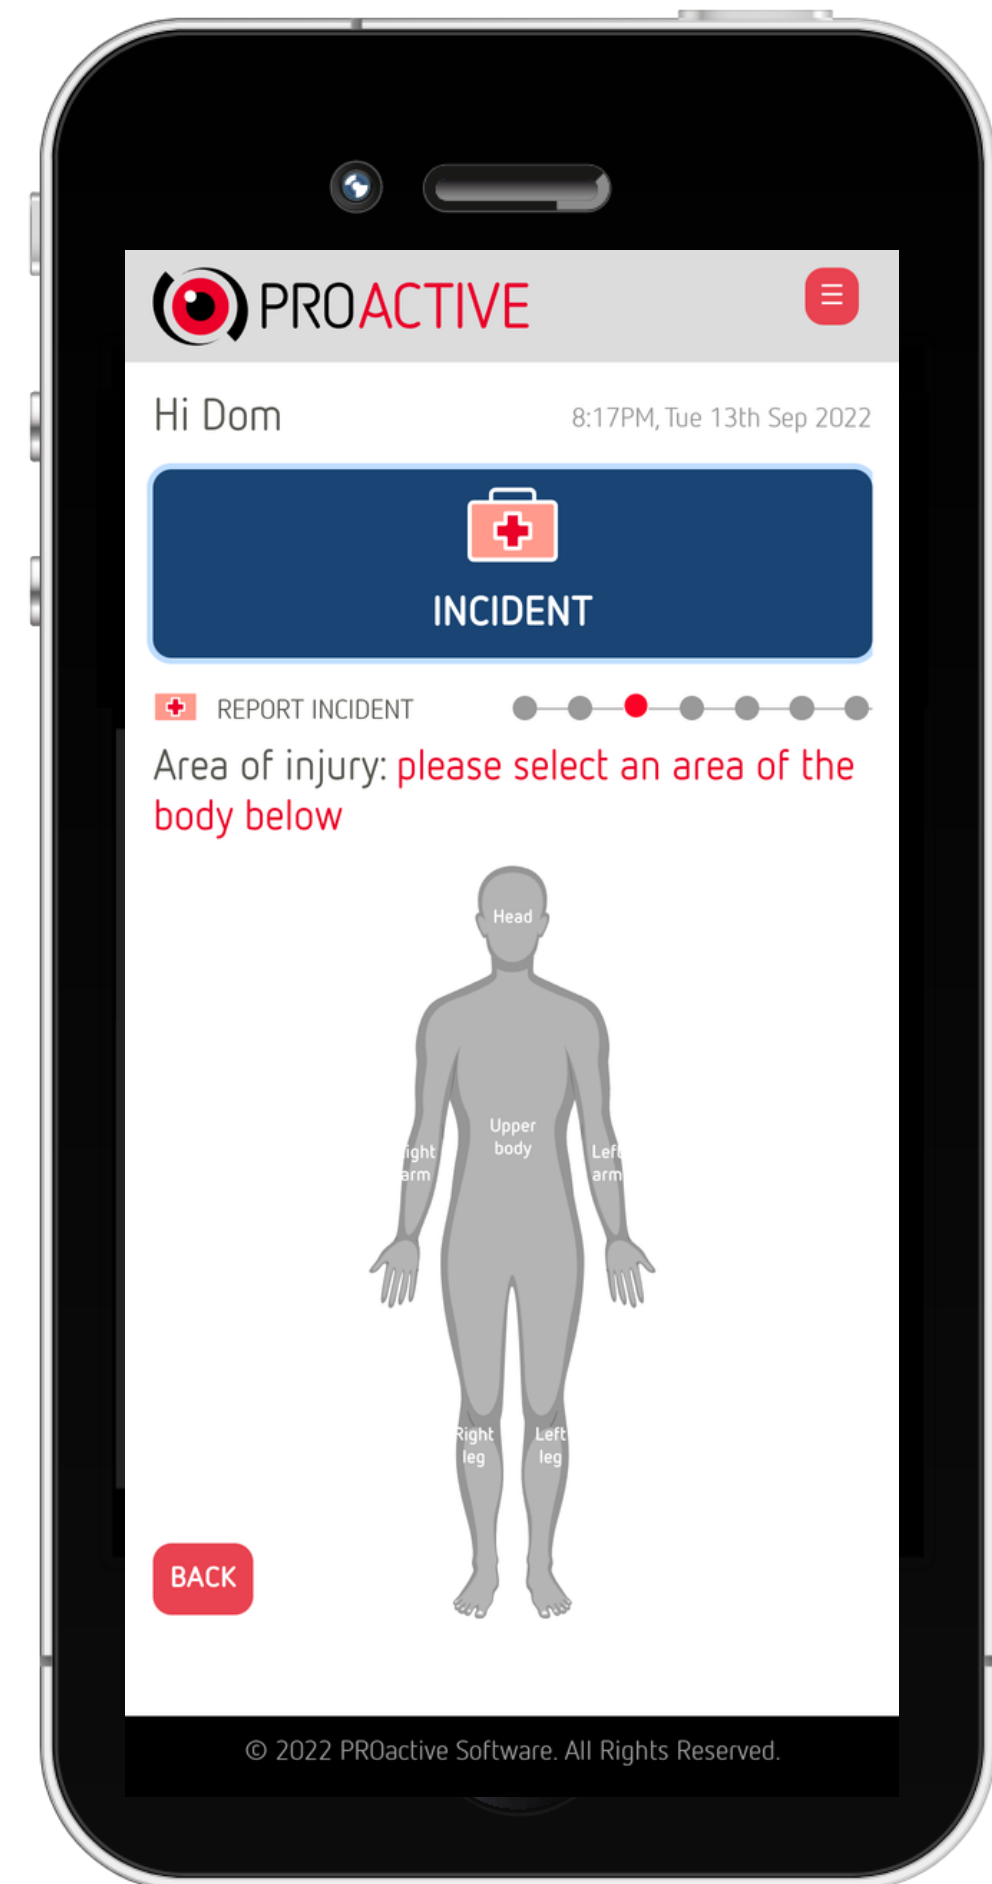 PROACTIVE
Hi Dom
8:17PM, Tue 13th Sep 2022
INCIDENT
REPORT INCIDENT
Area of injury: please select an area of the
body below
Head
Upper
body
ight
arm
Left
arm
Right
leg
Left
leg
BACK
© 2022 PROactive Software. All Rights Reserved.